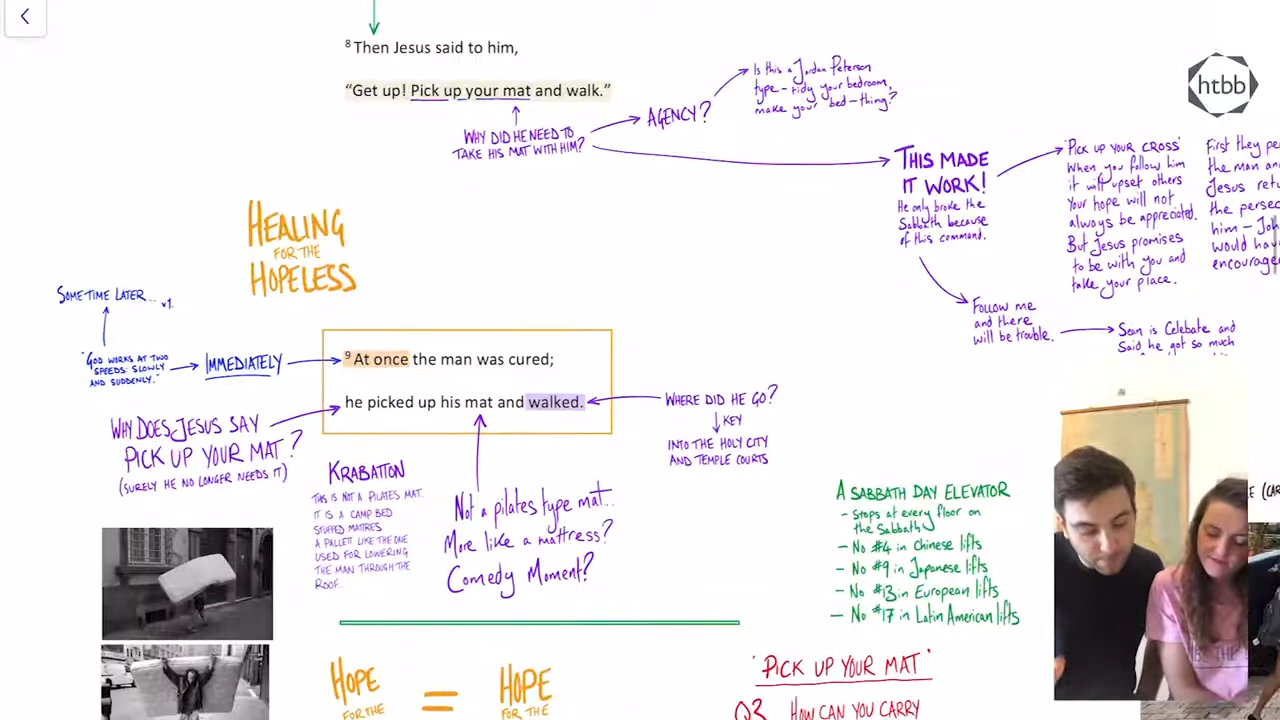 ⁸Then Jesus said to him,
"Get up! Pick up your mat and walk."
htbb
WHY DID HE NEED TO
TAKE HIS MAT WITH HIM?
AGENCY?
Is this a Jordan Peterson
type - tidy your bedroom,
make your bed - thing?
THIS MADE
IT WORK!
He only broke the
Sabbath because
of this command.
'PICK UP YOUR CROSS'
When you follow him
it will upset others
Your hope will not
always be appreciated.
But Jesus promises
to be with you and
take your place.
First they pe
the man an
Jesus retu
the persec
him - Joh
would hav
encourage
Follow me
and there
will be trouble.
Sean is Celebate and
Said, he got so much
HEALING
FOR THE
HOPELESS
SOMETIME LATER... v1.
"GOD WORKS AT TWO
SPEEDS: SLOWLY
AND SUDDENLY."
IMMEDIATELY
⁹At once the man was cured;
he picked up his mat and walked.
WHERE DID HE GO?
KEY
INTO THE HOLY CITY
AND TEMPLE COURTS
WHY DOES JESUS SAY
PICK UP YOUR MAT?
(SURELY HE NO LONGER NEEDS IT)
KRABATTON
THIS IS NOT A PILATES MAT.
IT IS A CAMP BED
STUFFED MATTRES
A PALLETT LIKE THE ONE
USED FOR LOWERING
THE MAN THROUGH THE
ROOF.
Not a pilates type mat...
More like a mattress?
Comedy Moment?
A SABBATH DAY ELEVATOR
- Stops at every floor on
the Sabbath
- No #4 in Chinese lifts
- No #9 in Japanese lifts
- No #13 in European lifts
- No #17 in Latin American lifts
E (CAR
HOPE
FOR THE
=
HOPE
FOR THE
'PICK UP YOUR MAT'
Q3 HOW CAN YOU CARRY